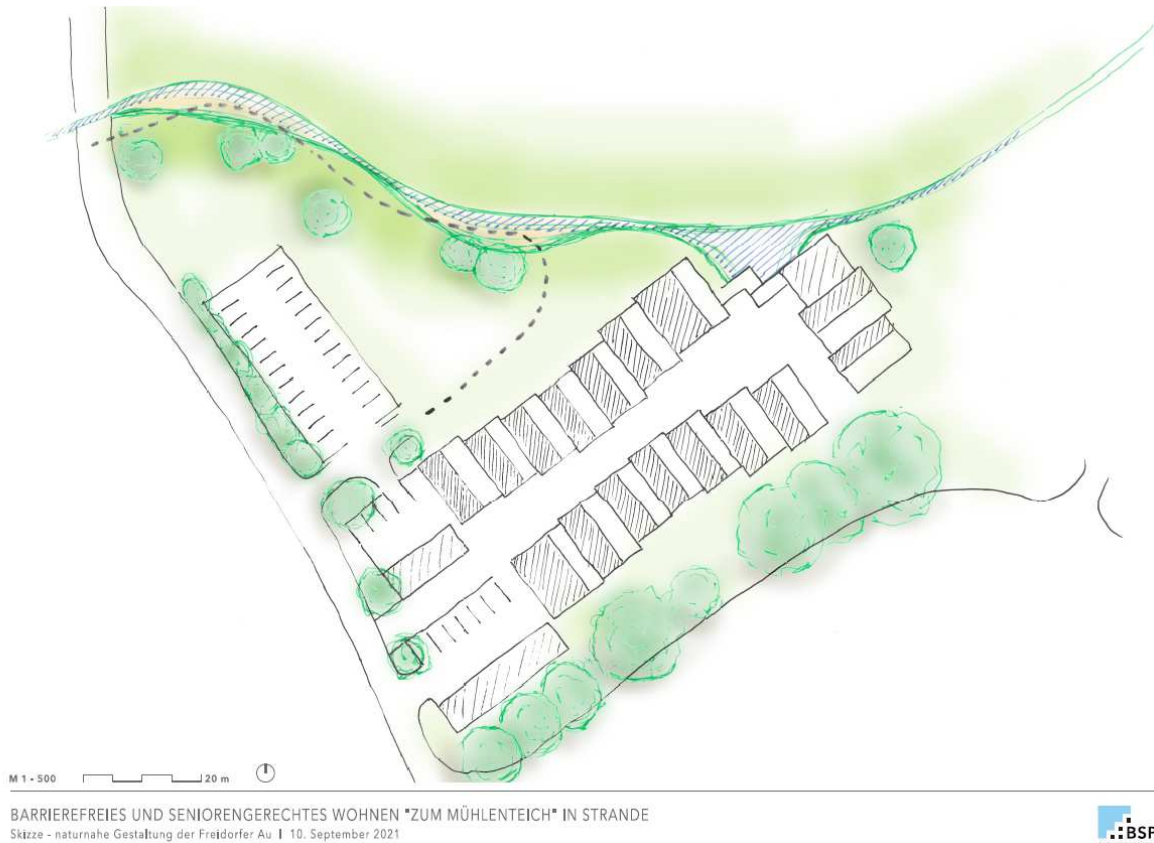 M 1 - 500
20 m
BARRIEREFREIES UND SENIORENGERECHTES WOHNEN "ZUM MÜHLENTEICH" IN STRANDE
Skizze - naturnahe Gestaltung der Freidorfer Au I 10. September 2021
BSP